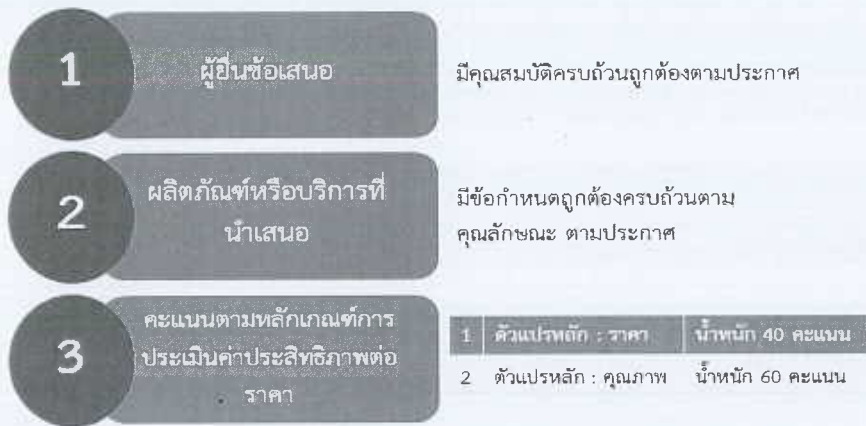 1
ผู้ยื่นข้อเสนอ
มีคุณสมบัติครบถ้วนถูกต้องตามประกาศ
2
ผลิตภัณฑ์หรือบริการที่
นำเสนอ
มีข้อกำหนดถูกต้องครบถ้วนตาม
คุณลักษณะ ตามประกาศ
3
คะแนนตามหลักเกณฑ์การ
ประเมินค่าประสิทธิภาพต่อ
ราคา
1 ตัวแปรหลัก : ราคา น้ำหนัก 40 คะแนน
2 ตัวแปรหลัก : คุณภาพ น้ำหนัก 60 คะแนน